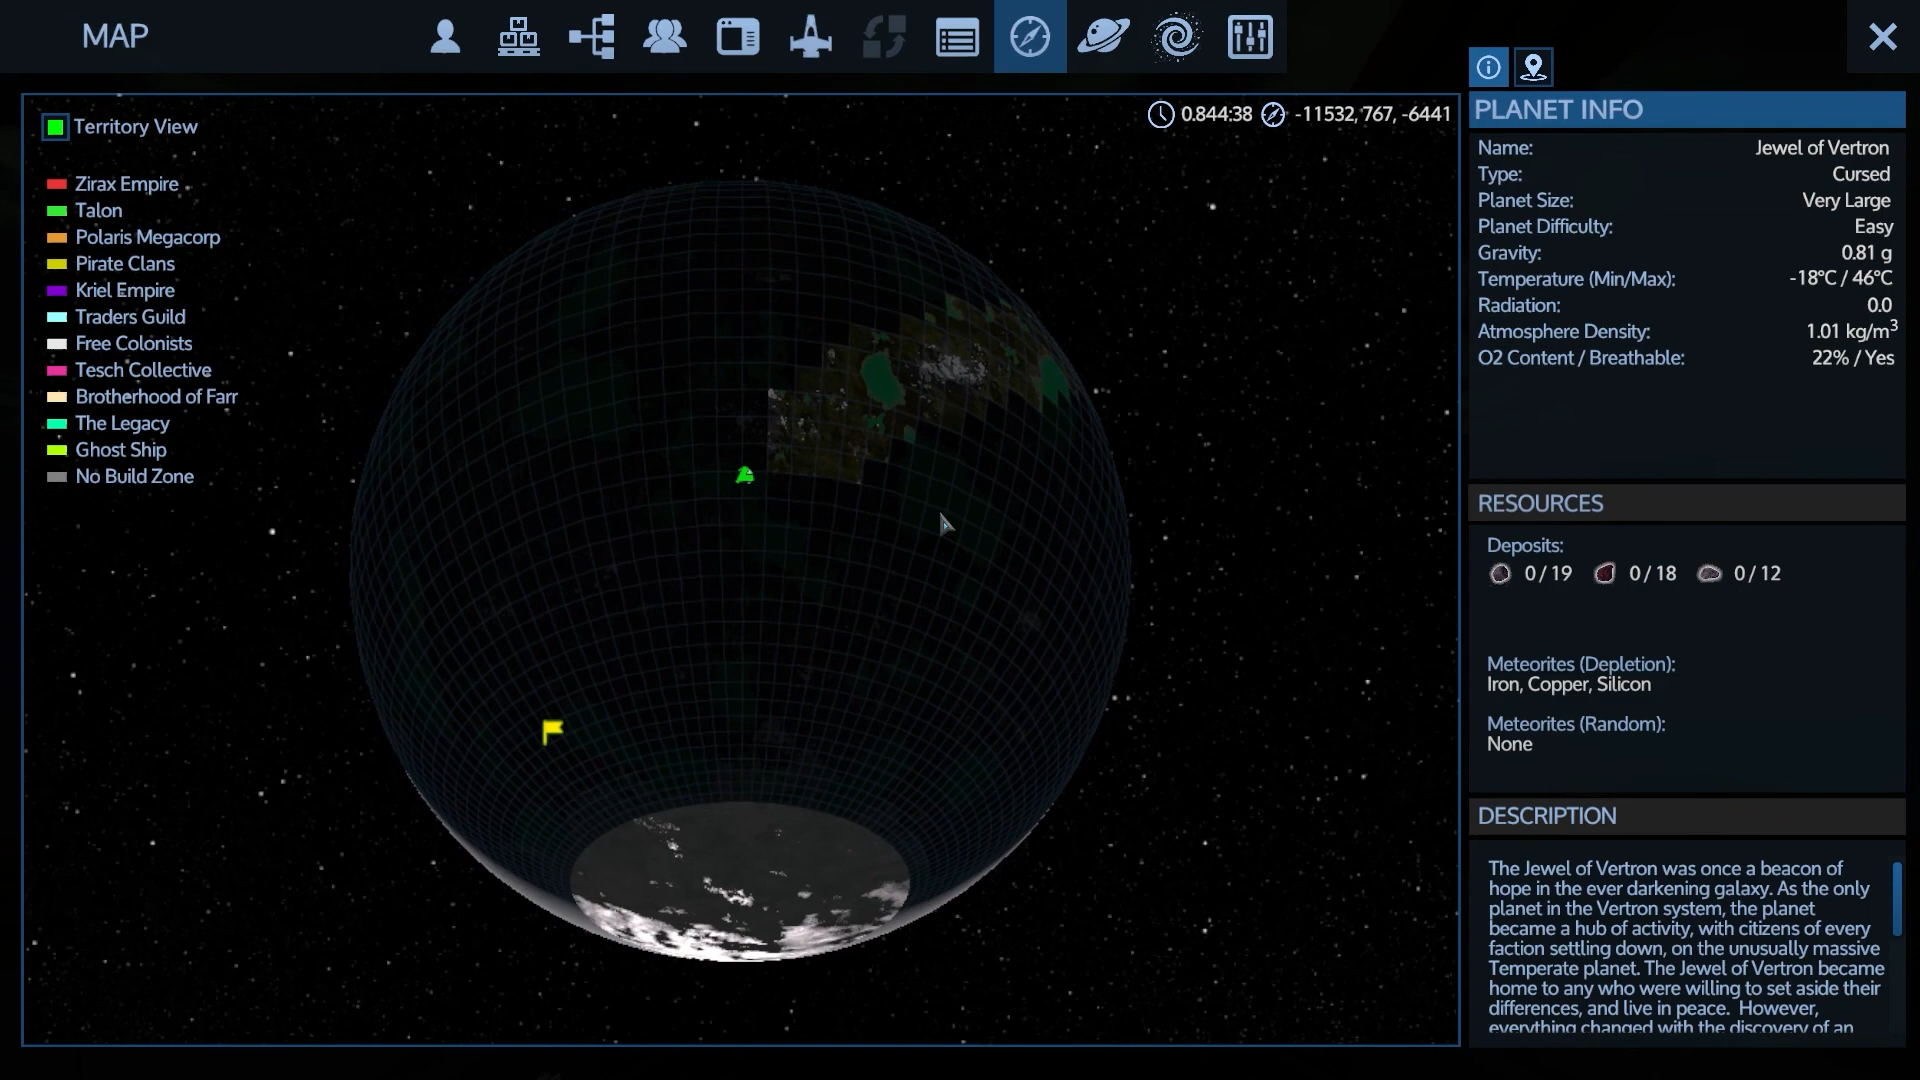 MAP
Territory View
0.844:38
-11532, 767, -6441
Zirax Empire
Talon
Polaris Megacorp
Pirate Clans
Kriel Empire
Traders Guild
Free Colonists
Tesch Collective
Brotherhood of Farr
The Legacy
Ghost Ship
No Build Zone
PLANET INFO
Name: Jewel of Vertron
Type: Cursed
Planet Size: Very Large
Planet Difficulty: Easy
Gravity: 0.81 g
Temperature (Min/Max): -18°C / 46°C
Radiation: 0.0
Atmosphere Density: 1.01 kg/m³
O2 Content / Breathable: 22% / Yes
RESOURCES
Deposits:
0 / 19 0 / 18 0 / 12
Meteorites (Depletion):
Iron, Copper, Silicon
Meteorites (Random):
None
DESCRIPTION
The Jewel of Vertron was once a beacon of
hope in the ever darkening galaxy. As the only
planet in the Vertron system, the planet
became a hub of activity, with citizens of every
faction settling down, on the unusually massive
Temperate planet. The Jewel of Vertron became
home to any who were willing to set aside their
differences, and live in peace. However,
everything changed with the discovery of an